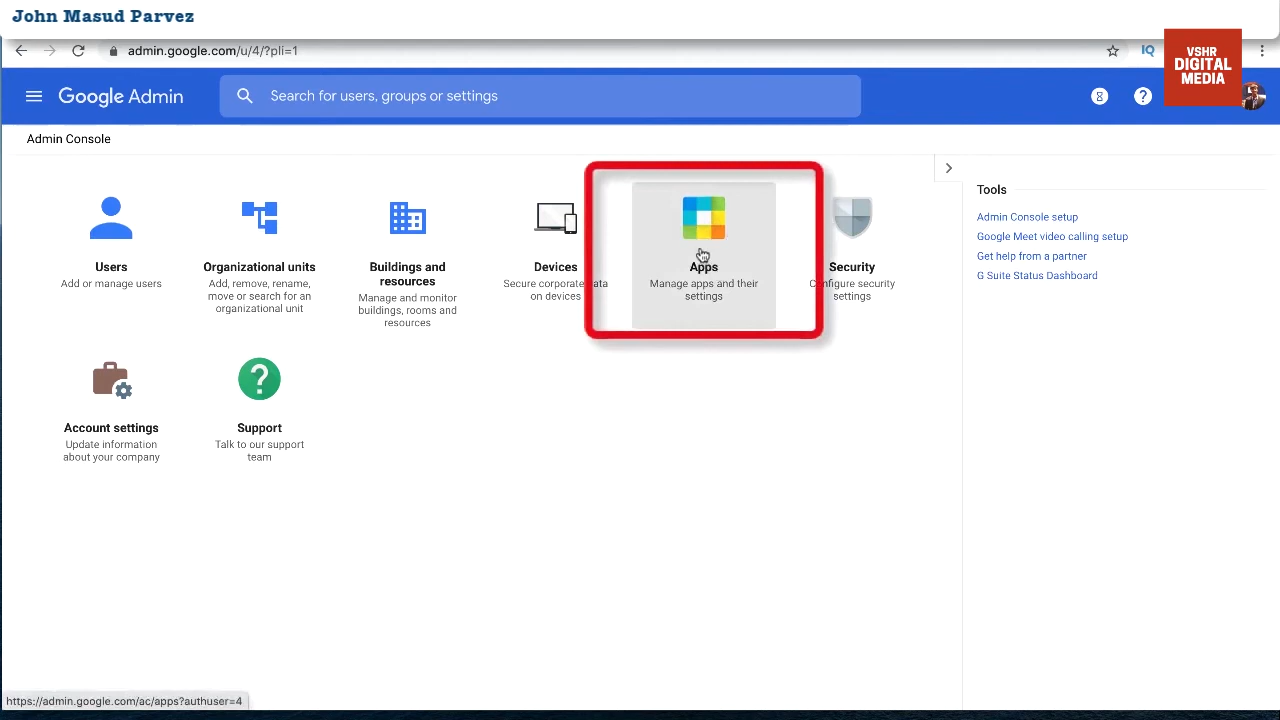 John Masud Parvez
admin.google.com/u/4/?pli=1
IQ
VSHR
DIGITAL
MEDIA
Google Admin
Search for users, groups or settings
Admin Console
Users
Add or manage users
Organizational units
Add, remove, rename,
move or search for an
organizational unit
Buildings and
resources
Manage and monitor
buildings, rooms and
resources
Devices
Secure corporate data
on devices
Apps
Manage apps and their
settings
Security
Configure security
settings
Account settings
Update information
about your company
Support
Talk to our support
team
Tools
Admin Console setup
Google Meet video calling setup
Get help from a partner
G Suite Status Dashboard
https://admin.google.com/ac/apps?authuser=4